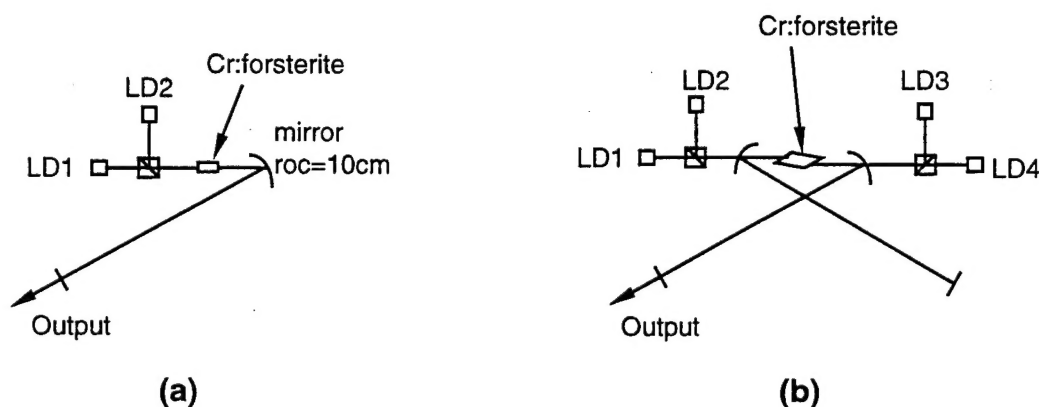 Cr:forsterite
LD2
mirror
roc=10cm
LD1
Output
(a)
Cr:forsterite
LD2
LD3
LD1
LD4
Output
(b)